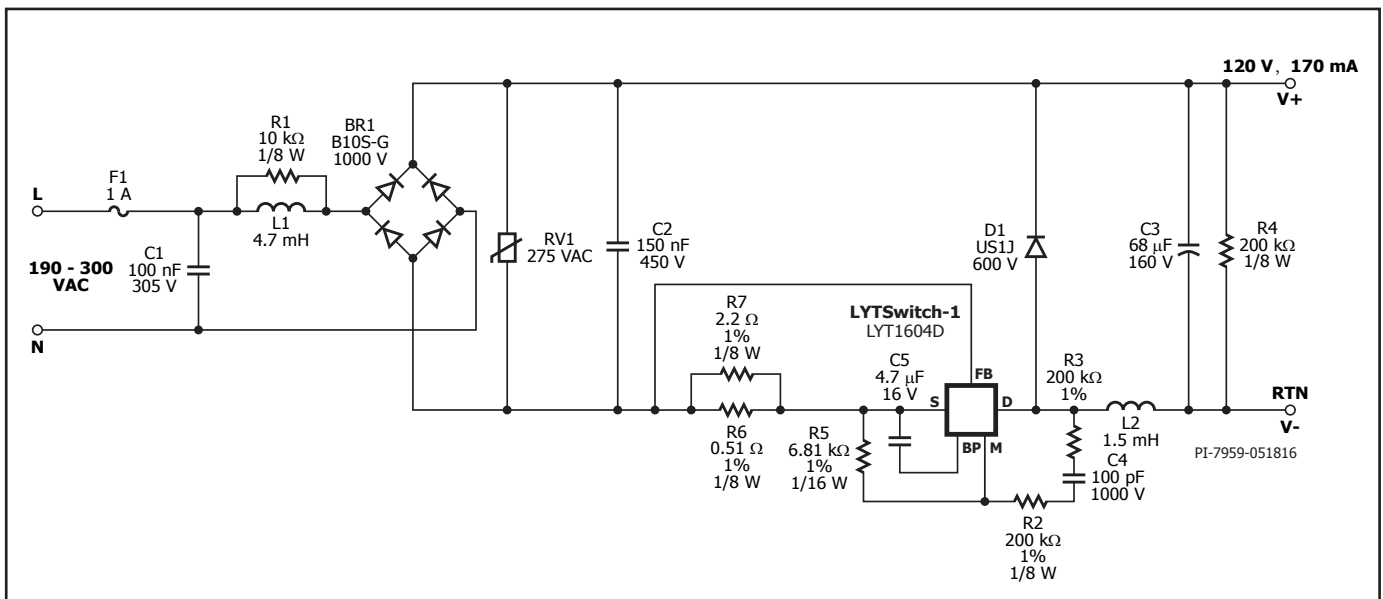 120 V, 170 mA
V+
R1
10 kΩ
1/8 W
BR1
B10S-G
1000 V
F1
1 A
L
L1
4.7 mH
C1
100 nF
305 V
190 - 300
VAC
N
RV1
275 VAC
C2
150 nF
450 V
D1
US1J
600 V
C3
68 µF
160 V
R4
200 kΩ
1/8 W
R7
2.2 Ω
1%
1/8 W
LYTSwitch-1
LYT1604D
C5
4.7 µF
16 V
FB
S
D
BP
M
R3
200 kΩ
1%
RTN
V-
L2
1.5 mH
PI-7959-051816
R6
0.51 Ω
1%
1/8 W
R5
6.81 kΩ
1%
1/16 W
C4
100 pF
1000 V
R2
200 kΩ
1%
1/8 W